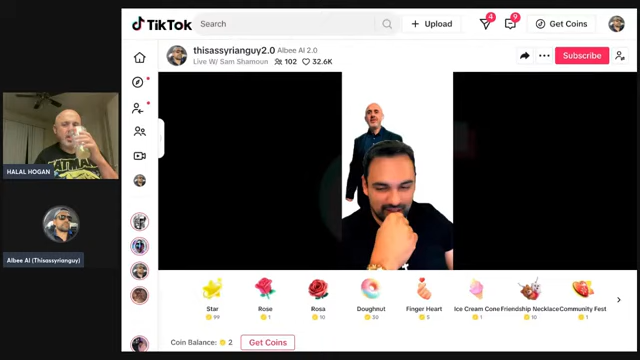 TikTok
Search
Upload
4
9
Get Coins
thisassyrianguy2.0 Albee AI 2.0
Live W/ Sam Shamoun 102 32.6K
Subscribe
HALAL HOGAN
Albee AI (Thisassyrianguy)
Star
99
Rose
1
Rosa
10
Doughnut
30
Finger Heart
5
Ice Cream Cone
1
Friendship Necklace
10
Community Fest
1
Coin Balance: 2
Get Coins